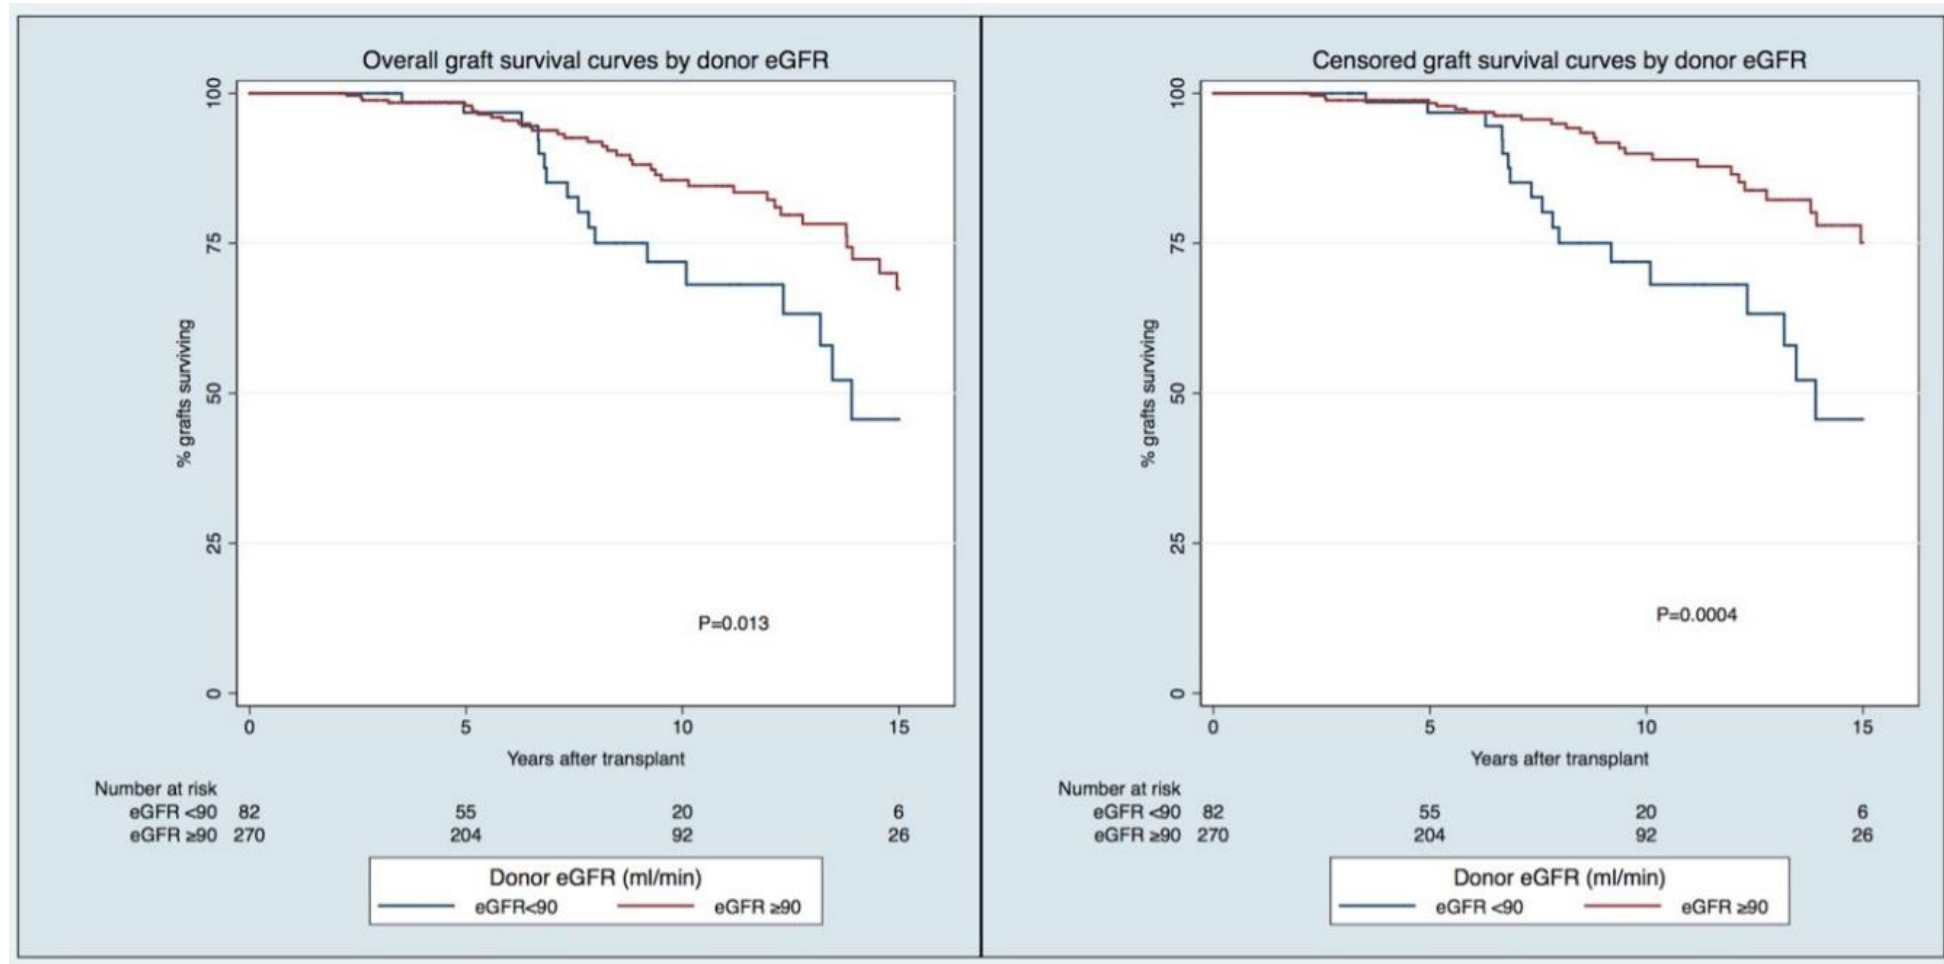 Overall graft survival curves by donor eGFR
100
75
50
25
0
% grafts surviving
P=0.013
0 5 10 15
Years after transplant
Number at risk
eGFR <90 82 55 20 6
eGFR ≥90 270 204 92 26
Donor eGFR (ml/min)
eGFR<90 eGFR ≥90
Censored graft survival curves by donor eGFR
100
75
50
25
0
% grafts surviving
P=0.0004
0 5 10 15
Years after transplant
Number at risk
eGFR <90 82 55 20 6
eGFR ≥90 270 204 92 26
Donor eGFR (ml/min)
eGFR <90 eGFR ≥90